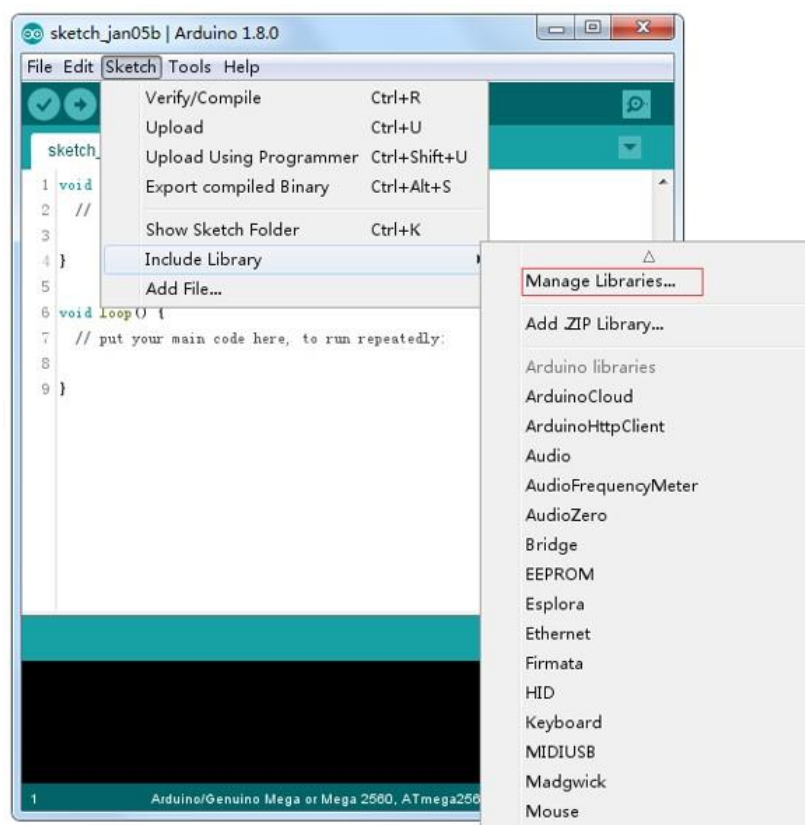 sketch_jan05b | Arduino 1.8.0
File Edit Sketch Tools Help
Verify/Compile Ctrl+R
Upload Ctrl+U
Upload Using Programmer Ctrl+Shift+U
Export compiled Binary Ctrl+Alt+S
Show Sketch Folder Ctrl+K
Include Library
Add File...
sketch_
1 void
2 //
3
4 }
5
6 void loop() {
7 // put your main code here, to run repeatedly:
8
9 }
Manage Libraries...
Add .ZIP Library...
Arduino libraries
ArduinoCloud
ArduinoHttpClient
Audio
AudioFrequencyMeter
AudioZero
Bridge
EEPROM
Esplora
Ethernet
Firmata
HID
Keyboard
MIDIUSB
Madgwick
Mouse
1 Arduino/Genuino Mega or Mega 2560, ATmega256